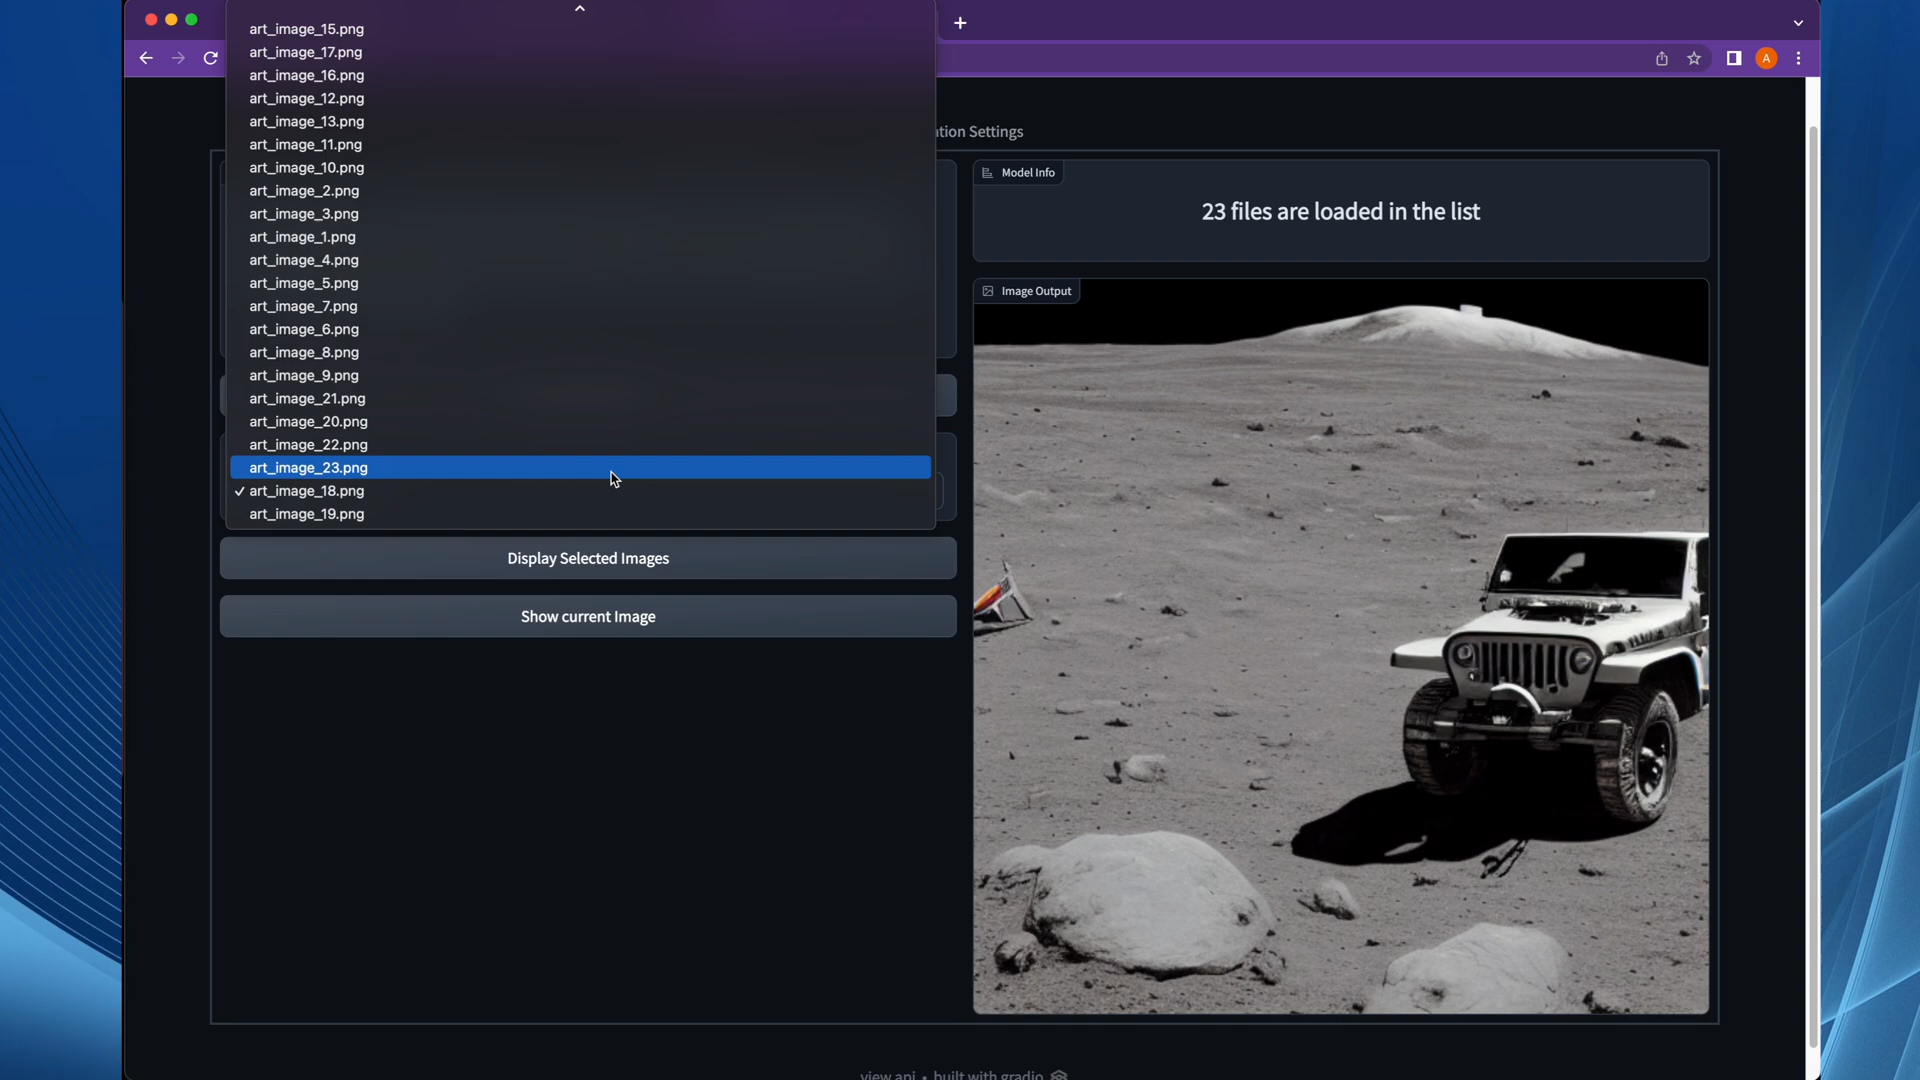 art_image_15.png
art_image_17.png
art_image_16.png
art_image_12.png
art_image_13.png
art_image_11.png
art_image_10.png
art_image_2.png
art_image_3.png
art_image_1.png
art_image_4.png
art_image_5.png
art_image_7.png
art_image_6.png
art_image_8.png
art_image_9.png
art_image_21.png
art_image_20.png
art_image_22.png
art_image_23.png
✓ art_image_18.png
art_image_19.png
Display Selected Images
Show current Image
A
Settings
Model Info
23 files are loaded in the list
Image Output
view api • built with gradio